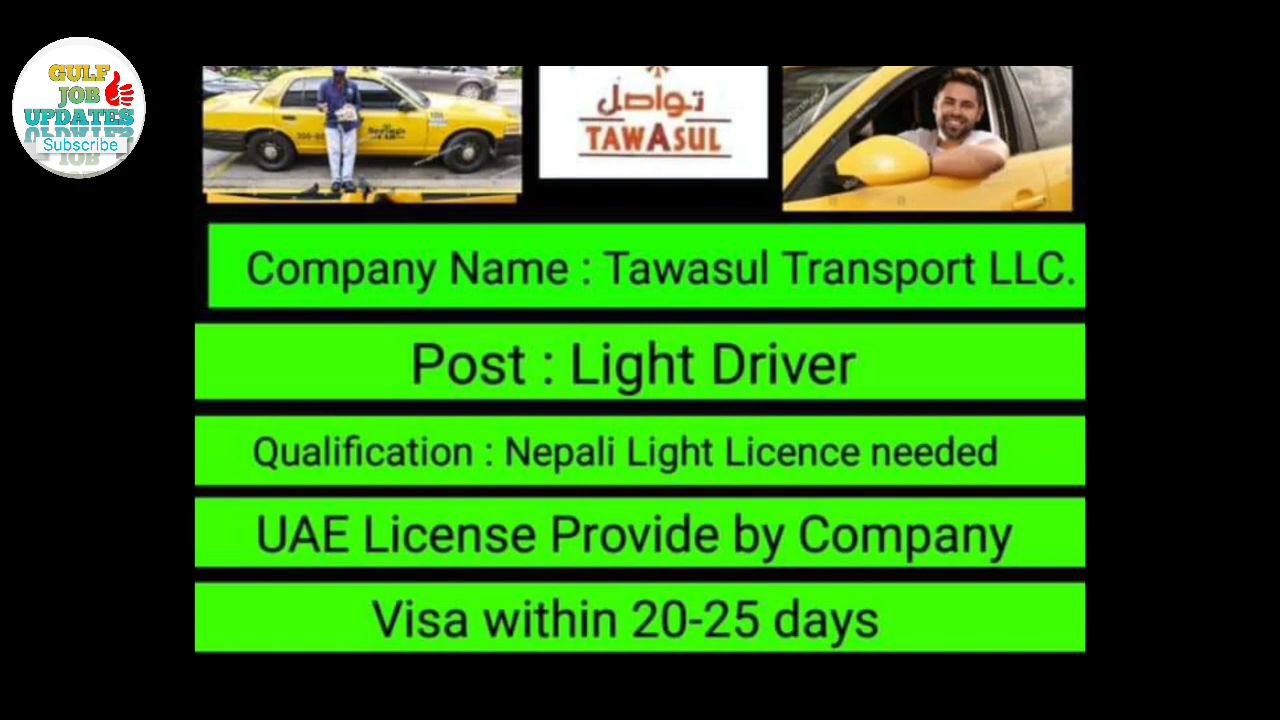 GULF
JOB
UPDATES
Subscribe
تواصل
TAWASUL
Company Name : Tawasul Transport LLC.
Post : Light Driver
Qualification : Nepali Light Licence needed
UAE License Provide by Company
Visa within 20-25 days